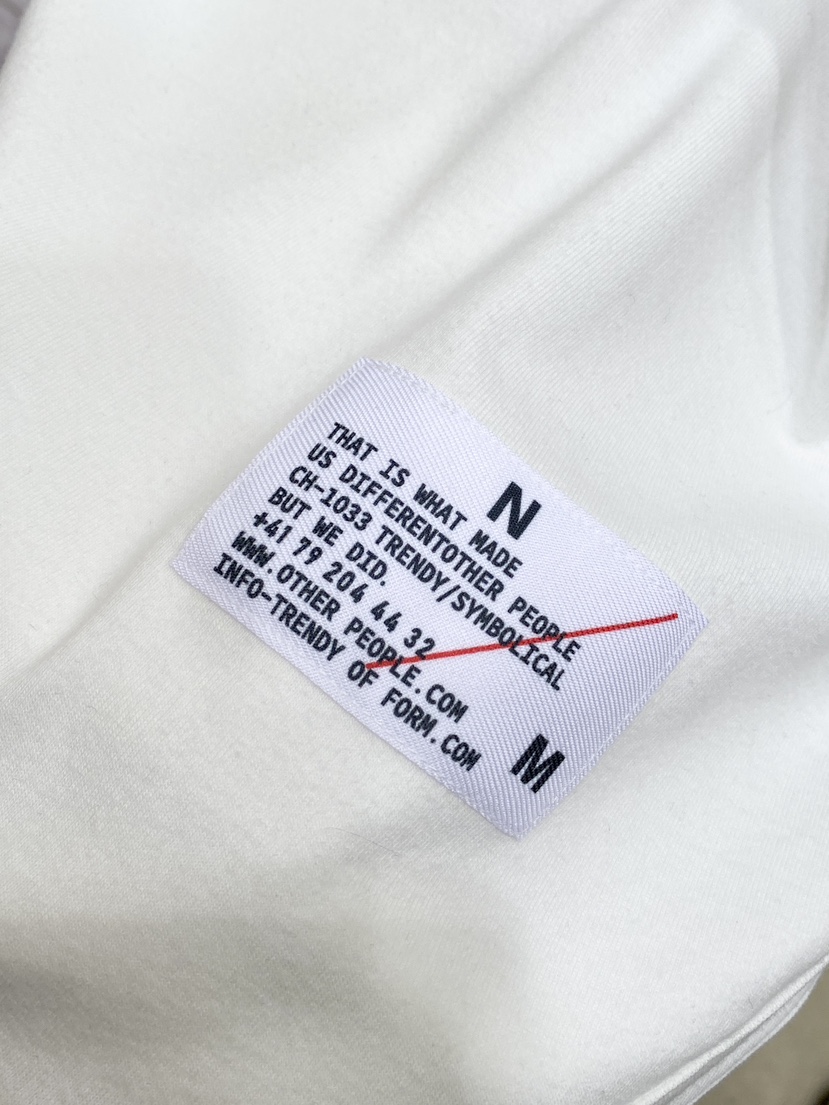 N
THAT IS WHAT MADE
US DIFFERENTOTHER PEOPLE
CH-1033 TRENDY/SYMBOLICAL
BUT WE DID.
+41 79 204 44 32
WWW.OTHER PEOPLE.COM
INFO-TRENDY OF FORM.COM
M